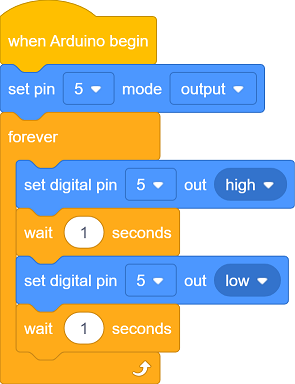 when Arduino begin
set pin 5 mode output
forever
set digital pin 5 out high
wait 1 seconds
set digital pin 5 out low
wait 1 seconds